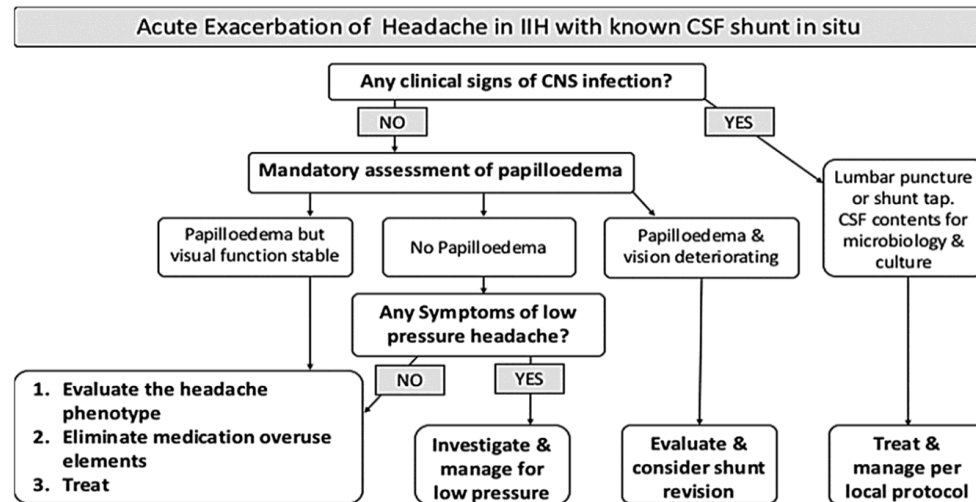 Acute Exacerbation of Headache in IIH with known CSF shunt in situ
Any clinical signs of CNS infection?
NO
YES
Mandatory assessment of papilloedema
Lumbar puncture
or shunt tap.
CSF contents for
microbiology &
culture
Papilloedema but
visual function stable
No Papilloedema
Papilloedema &
vision deteriorating
Any Symptoms of low
pressure headache?
NO
YES
1. Evaluate the headache
phenotype
2. Eliminate medication overuse
elements
3. Treat
Investigate &
manage for
low pressure
Evaluate &
consider shunt
revision
Treat &
manage per
local protocol